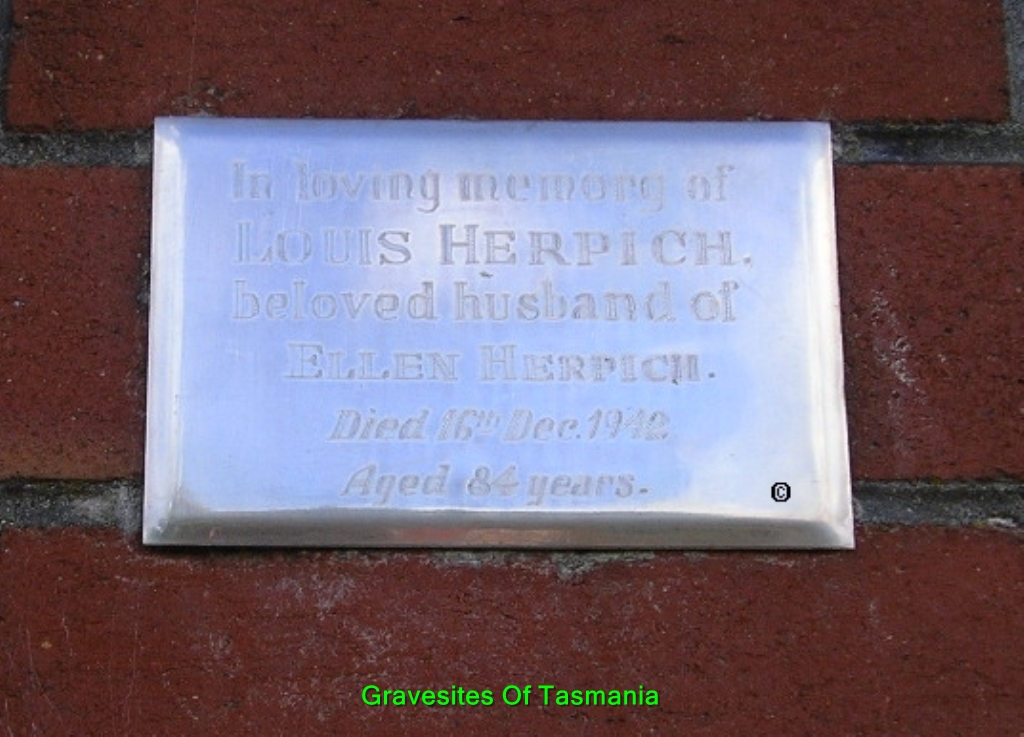 In loving memory of
LOUIS HERPICH.
beloved husband of
ELLEN HERPICH.
Died 16th Dec. 1942
Aged 84 years.
©
Gravesites Of Tasmania